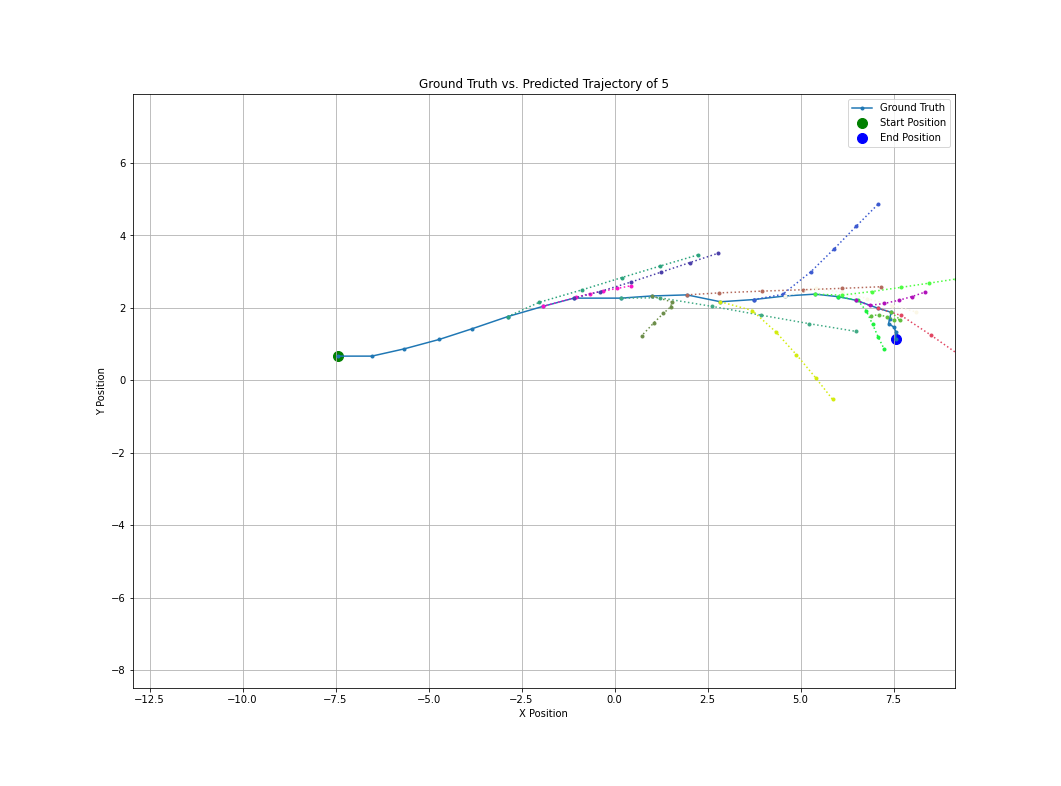 Ground Truth vs. Predicted Trajectory of 5
Ground Truth
Start Position
End Position
6
4
2
0
−2
−4
−6
−8
Y Position
−12.5 −10.0 −7.5 −5.0 −2.5 0.0 2.5 5.0 7.5
X Position